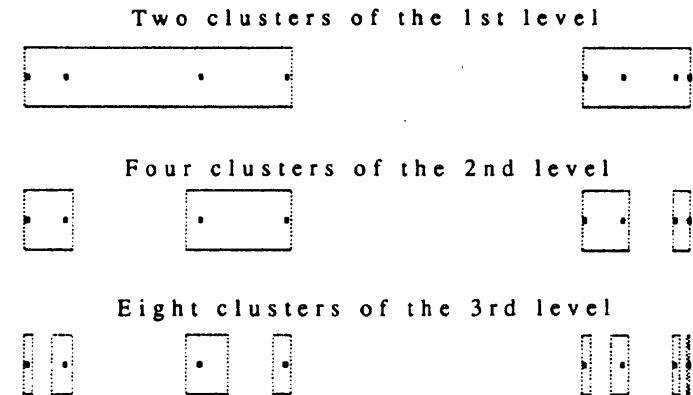 Two clusters of the 1st level
Four clusters of the 2nd level
Eight clusters of the 3rd level